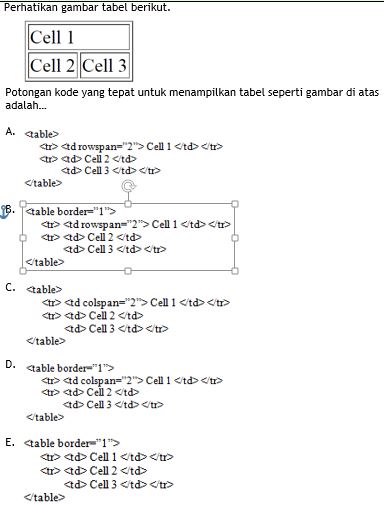 Perhatikan gambar tabel berikut.
Cell 1
Cell 2 Cell 3
Potongan kode yang tepat untuk menampilkan tabel seperti gambar di atas
adalah...
A. <table>
<tr> <td rowspan="2"> Cell 1 </td> </tr>
<tr> <td> Cell 2 </td>
<td> Cell 3 </td> </tr>
</table>
B. <table border="1">
<tr> <td rowspan="2"> Cell 1 </td> </tr>
<tr> <td> Cell 2 </td>
<td> Cell 3 </td> </tr>
</table>
C. <table>
<tr> <td colspan="2"> Cell 1 </td> </tr>
<tr> <td> Cell 2 </td>
<td> Cell 3 </td> </tr>
</table>
D. <table border="1">
<tr> <td colspan="2"> Cell 1 </td> </tr>
<tr> <td> Cell 2 </td>
<td> Cell 3 </td> </tr>
</table>
E. <table border="1">
<tr> <td> Cell 1 </td> </tr>
<tr> <td> Cell 2 </td>
<td> Cell 3 </td> </tr>
</table>